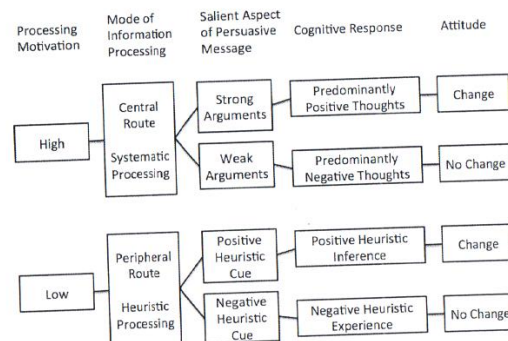 Processing
Motivation
Mode of
Information
Processing
Salient Aspect
of Persuasive
Message
Cognitive Response
Attitude
High
Central
Route
Systematic
Processing
Strong
Arguments
Predominantly
Positive Thoughts
Change
Weak
Arguments
Predominantly
Negative Thoughts
No Change
Low
Peripheral
Route
Heuristic
Processing
Positive
Heuristic
Cue
Positive Heuristic
Inference
Change
Negative
Heuristic
Cue
Negative Heuristic
Experience
No Change